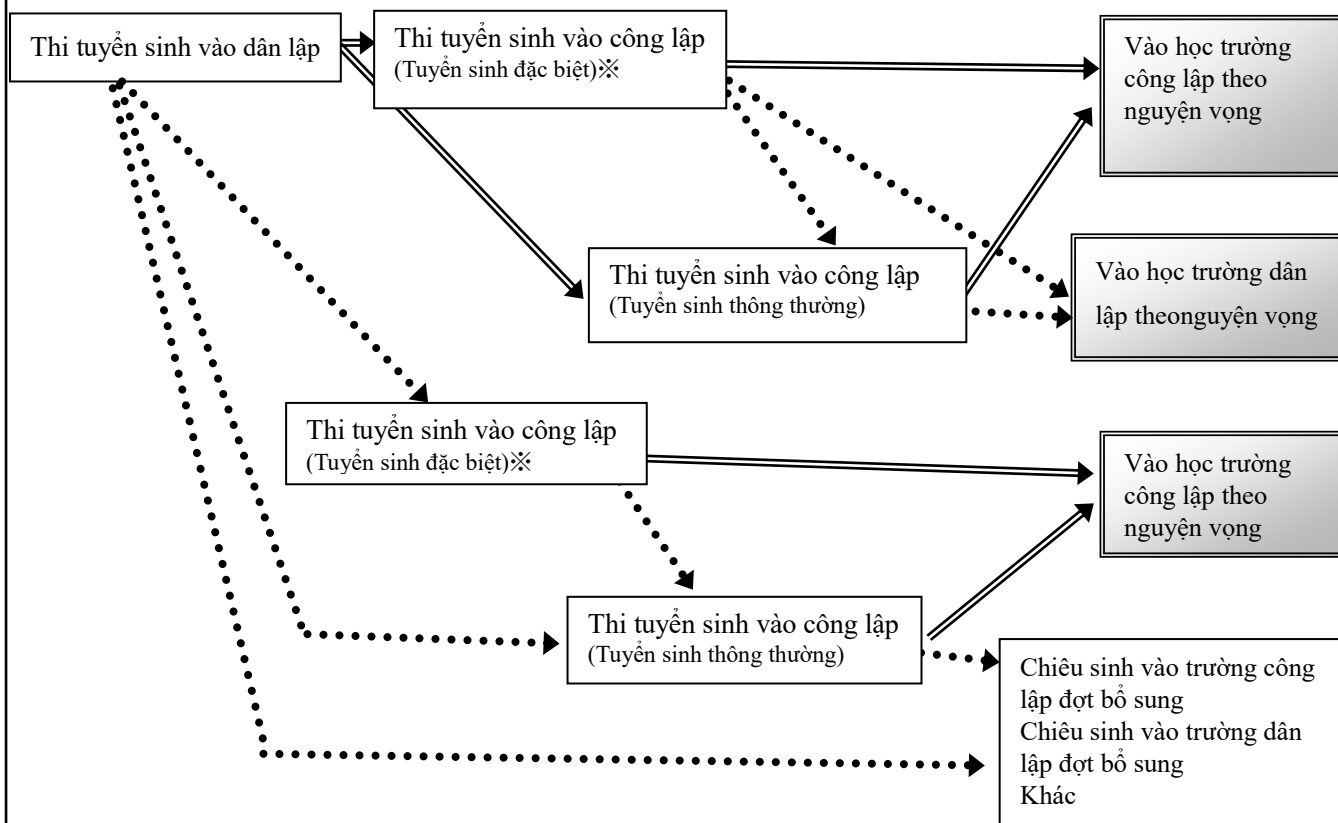 Thi tuyển sinh vào dân lập
Thi tuyển sinh vào công lập
(Tuyển sinh đặc biệt)※
Vào học trường
công lập theo
nguyện vọng
Thi tuyển sinh vào công lập
(Tuyển sinh thông thường)
Vào học trường dân
lập theonguyện vọng
Thi tuyển sinh vào công lập
(Tuyển sinh đặc biệt)※
Vào học trường
công lập theo
nguyện vọng
Thi tuyển sinh vào công lập
(Tuyển sinh thông thường)
Chiêu sinh vào trường công
lập đợt bổ sung
Chiêu sinh vào trường dân
lập đợt bổ sung
Khác